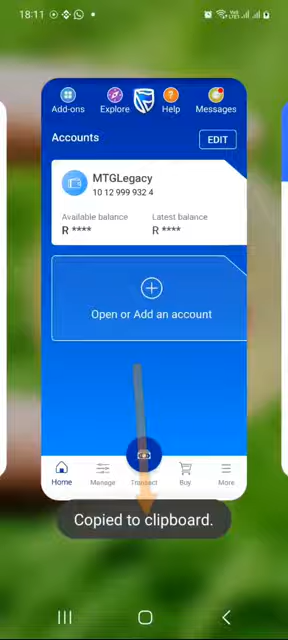 18:11
Add-ons
Explore
Help
Messages
Accounts
EDIT
MTGLegacy
10 12 999 932 4
Available balance
Latest balance
R ****
R ****
Open or Add an account
Home
Manage
Transact
Buy
More
Copied to clipboard.